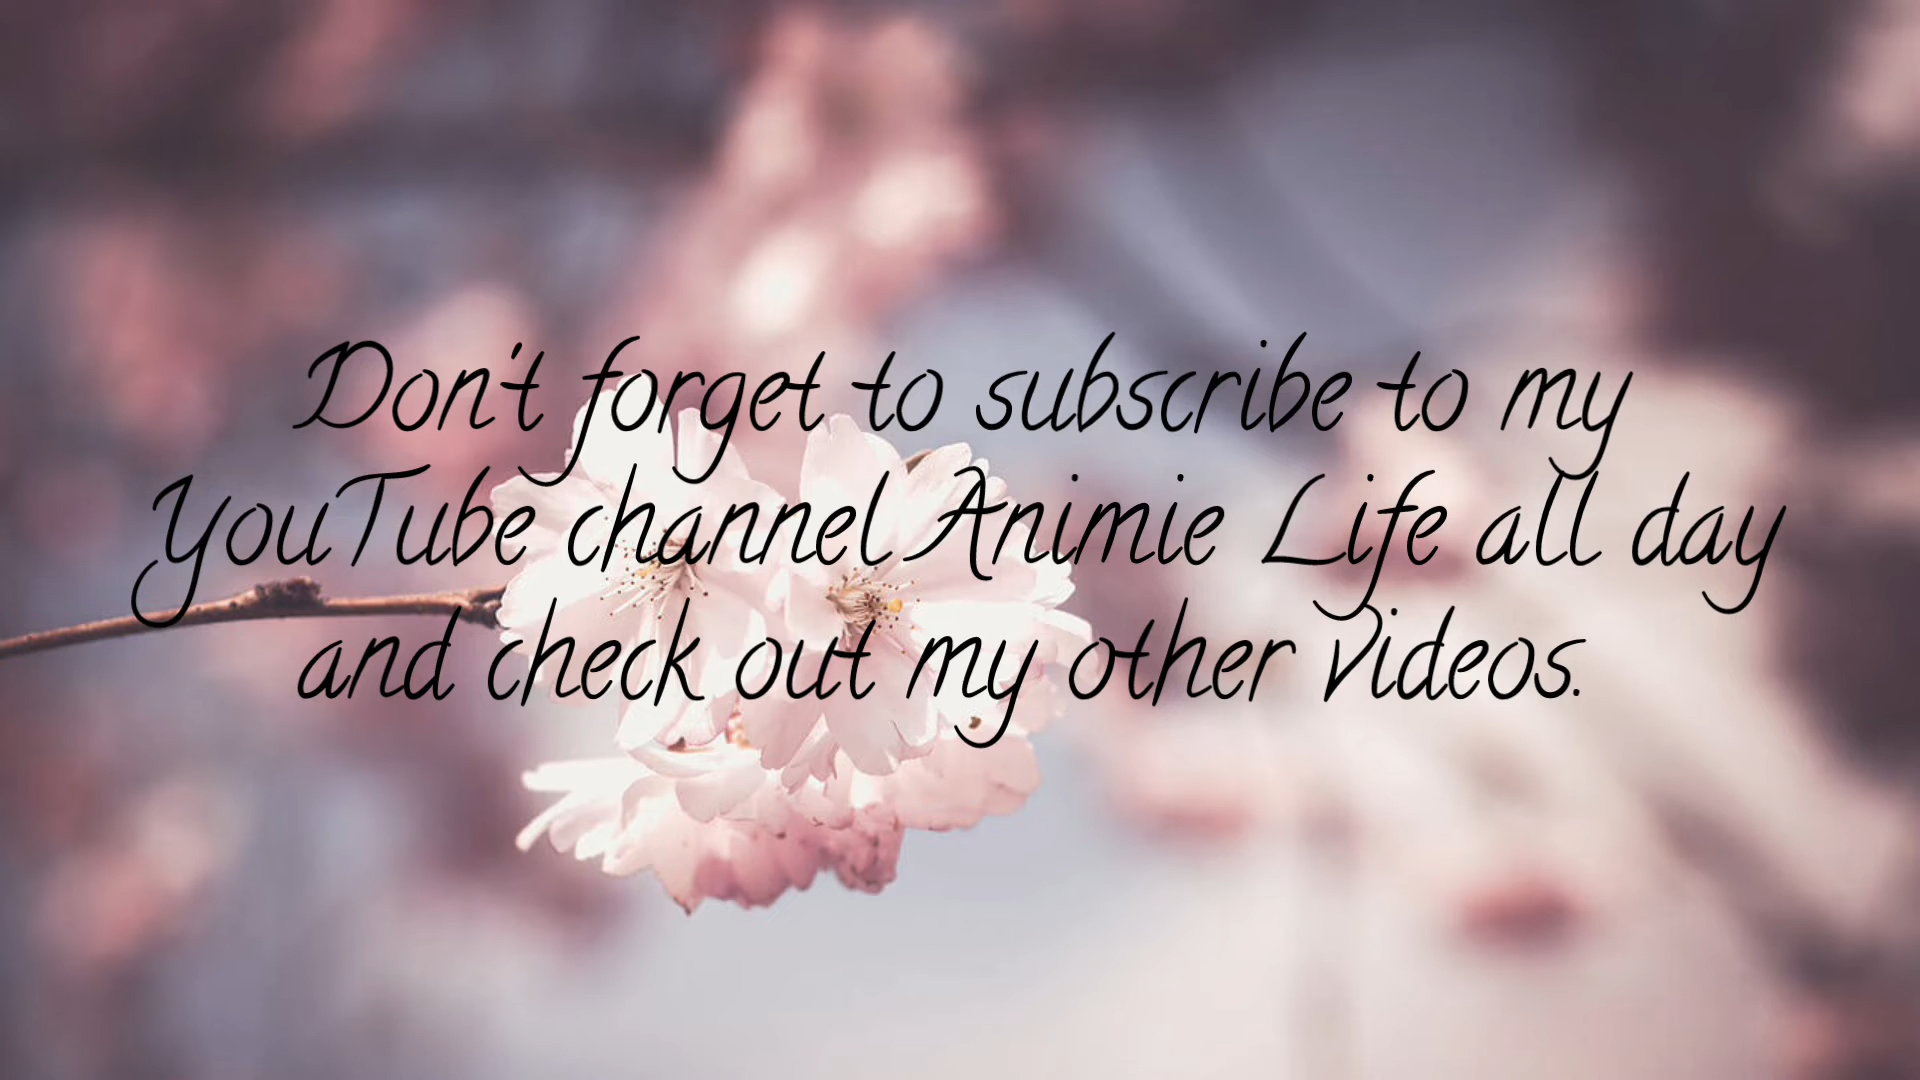 Don't forget to subscribe to my
YouTube channel Animie Life all day
and check out my other videos.